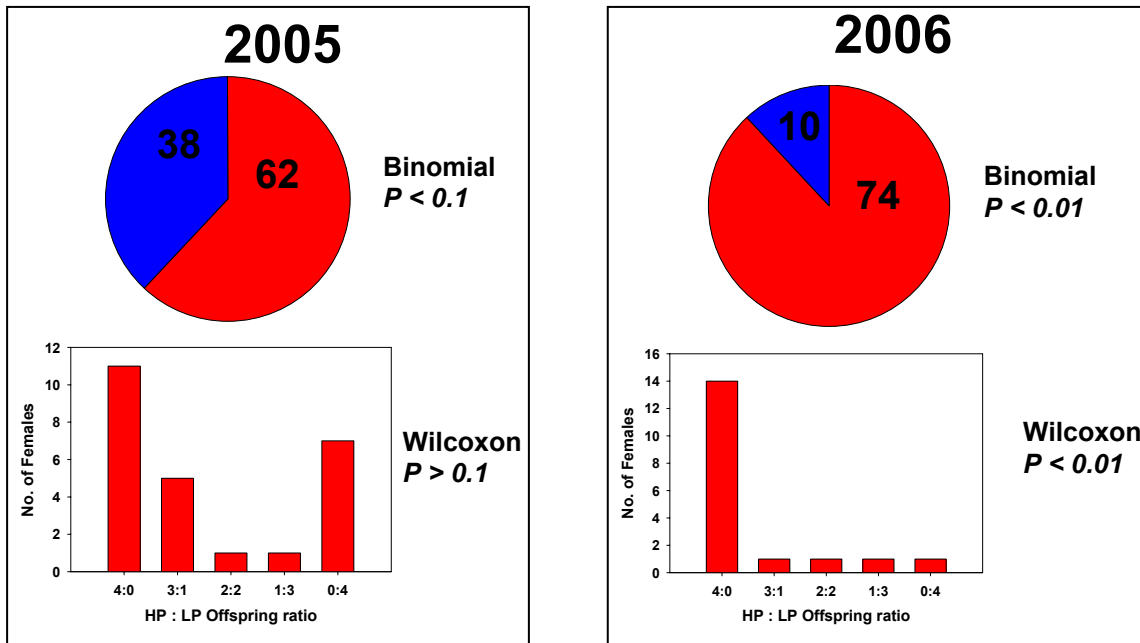 2005
38
62
Binomial
P < 0.1
12
10
8
6
4
2
0
No. of Females
4:0 3:1 2:2 1:3 0:4
HP : LP Offspring ratio
Wilcoxon
P > 0.1
2006
10
74
Binomial
P < 0.01
16
14
12
10
8
6
4
2
0
No. of Females
4:0 3:1 2:2 1:3 0:4
HP : LP Offspring ratio
Wilcoxon
P < 0.01